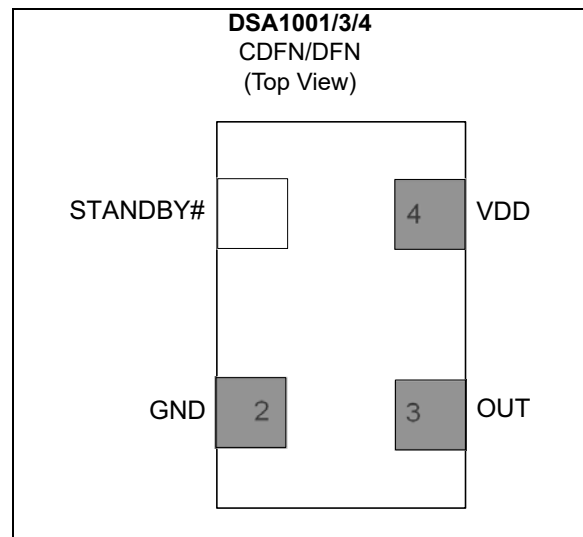 DSA1001/3/4
CDFN/DFN
(Top View)
STANDBY#
4 VDD
GND 2
3 OUT